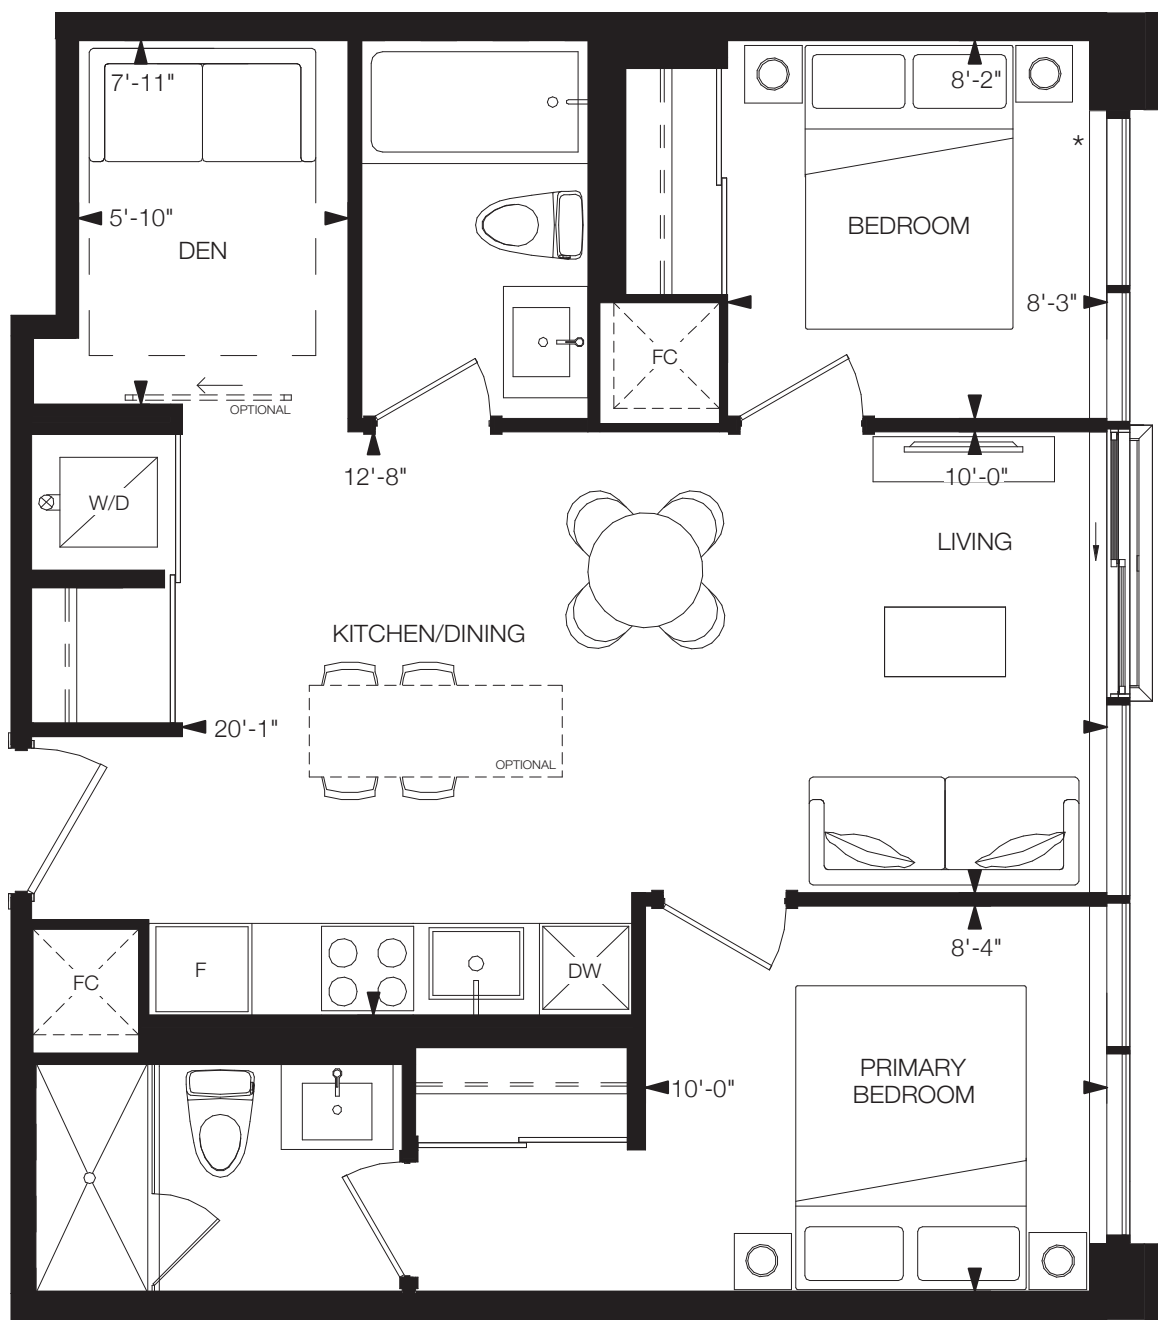 7'-11"
8'-2"
*
5'-10"
DEN
BEDROOM
8'-3"
FC
OPTIONAL
12'-8"
10'-0"
W/D
LIVING
KITCHEN/DINING
20'-1"
OPTIONAL
8'-4"
F
DW
FC
PRIMARY
BEDROOM
10'-0"